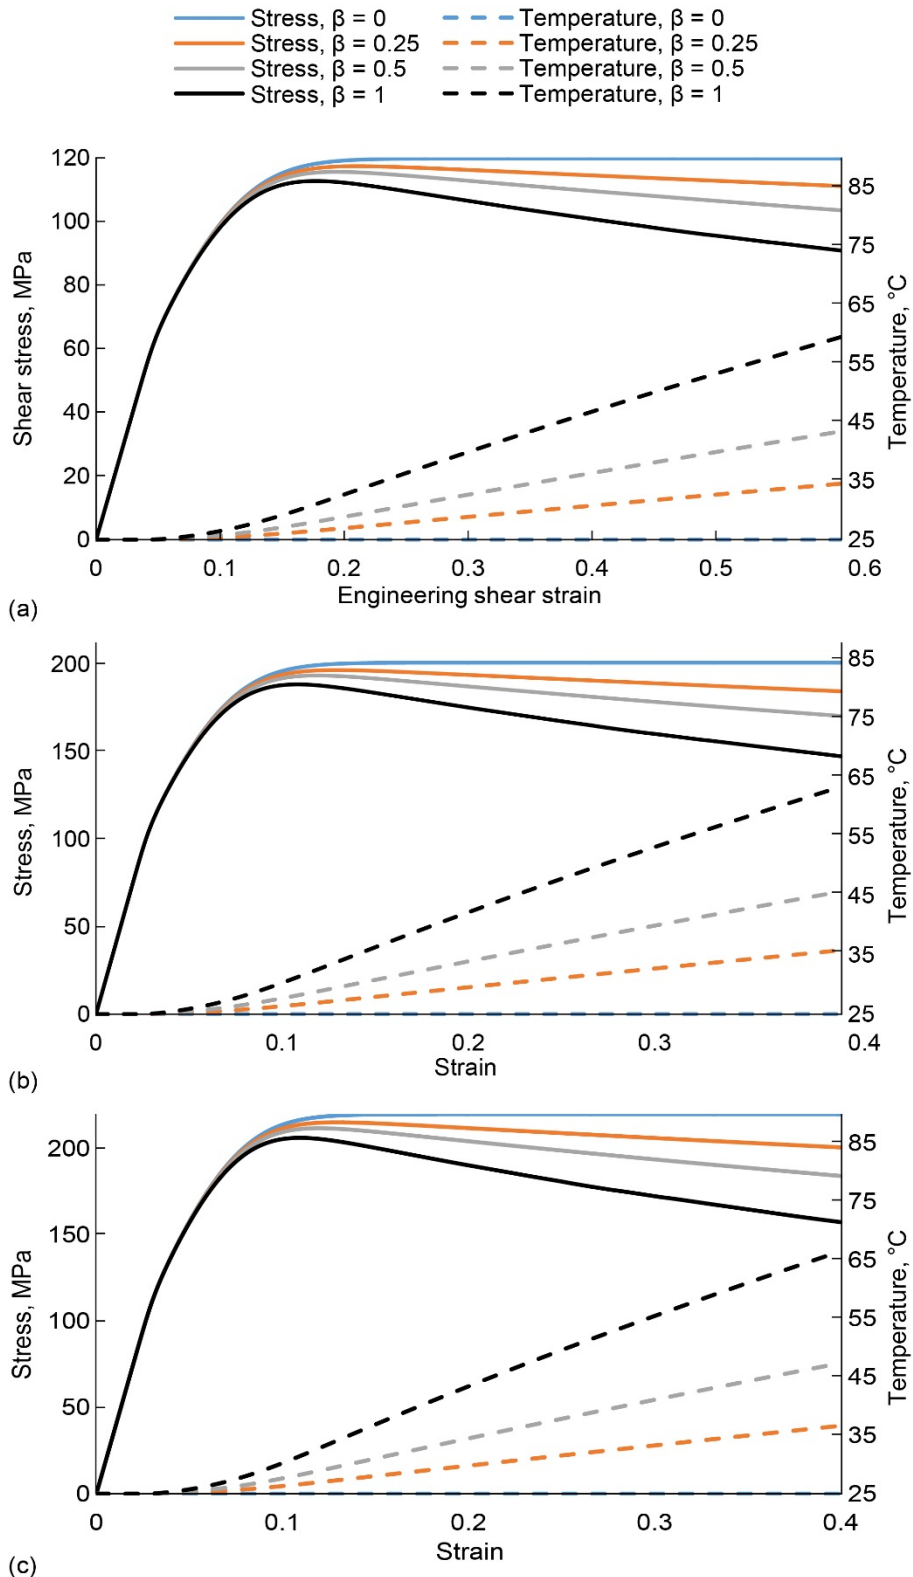 Stress, β = 0
Temperature, β = 0
Stress, β = 0.25
Temperature, β = 0.25
Stress, β = 0.5
Temperature, β = 0.5
Stress, β = 1
Temperature, β = 1
120
100
80
60
40
20
0
Shear stress, MPa
85
75
65
55
45
35
25
Temperature, °C
0 0.1 0.2 0.3 0.4 0.5 0.6
Engineering shear strain
(a)
200
150
100
50
0
Stress, MPa
85
75
65
55
45
35
25
Temperature, °C
0 0.1 0.2 0.3 0.4
Strain
(b)
200
150
100
50
0
Stress, MPa
85
75
65
55
45
35
25
Temperature, °C
0 0.1 0.2 0.3 0.4
Strain
(c)